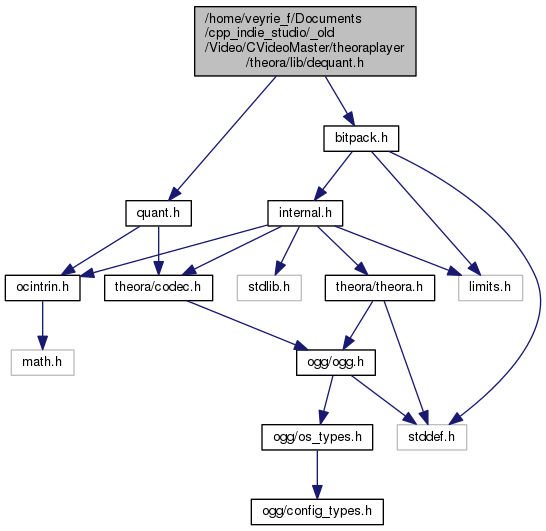 /home/veyrie_f/Documents
/cpp_indie_studio/_old
/Video/CVideoMaster/theoraplayer
/theora/lib/dequant.h
bitpack.h
quant.h
internal.h
ocintrin.h
theora/codec.h
stdlib.h
theora/theora.h
limits.h
math.h
ogg/ogg.h
ogg/os_types.h
stddef.h
ogg/config_types.h